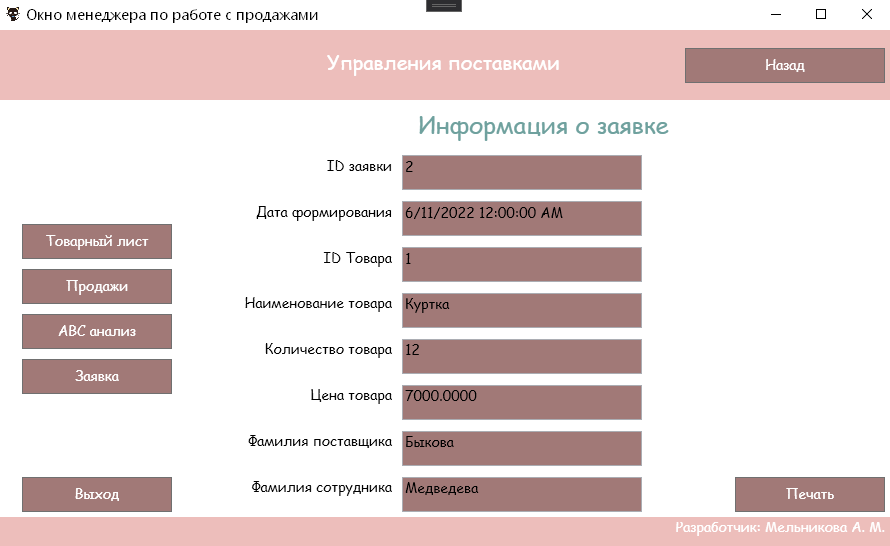 Окно менеджера по работе с продажами
Управления поставками
Назад
Информация о заявке
ID заявки 2
Дата формирования 6/11/2022 12:00:00 AM
ID Товара 1
Наименование товара Куртка
Количество товара 12
Цена товара 7000.0000
Фамилия поставщика Быкова
Фамилия сотрудника Медведева
Товарный лист
Продажи
ABC анализ
Заявка
Выход
Печать
Разработчик: Мельникова А. М.